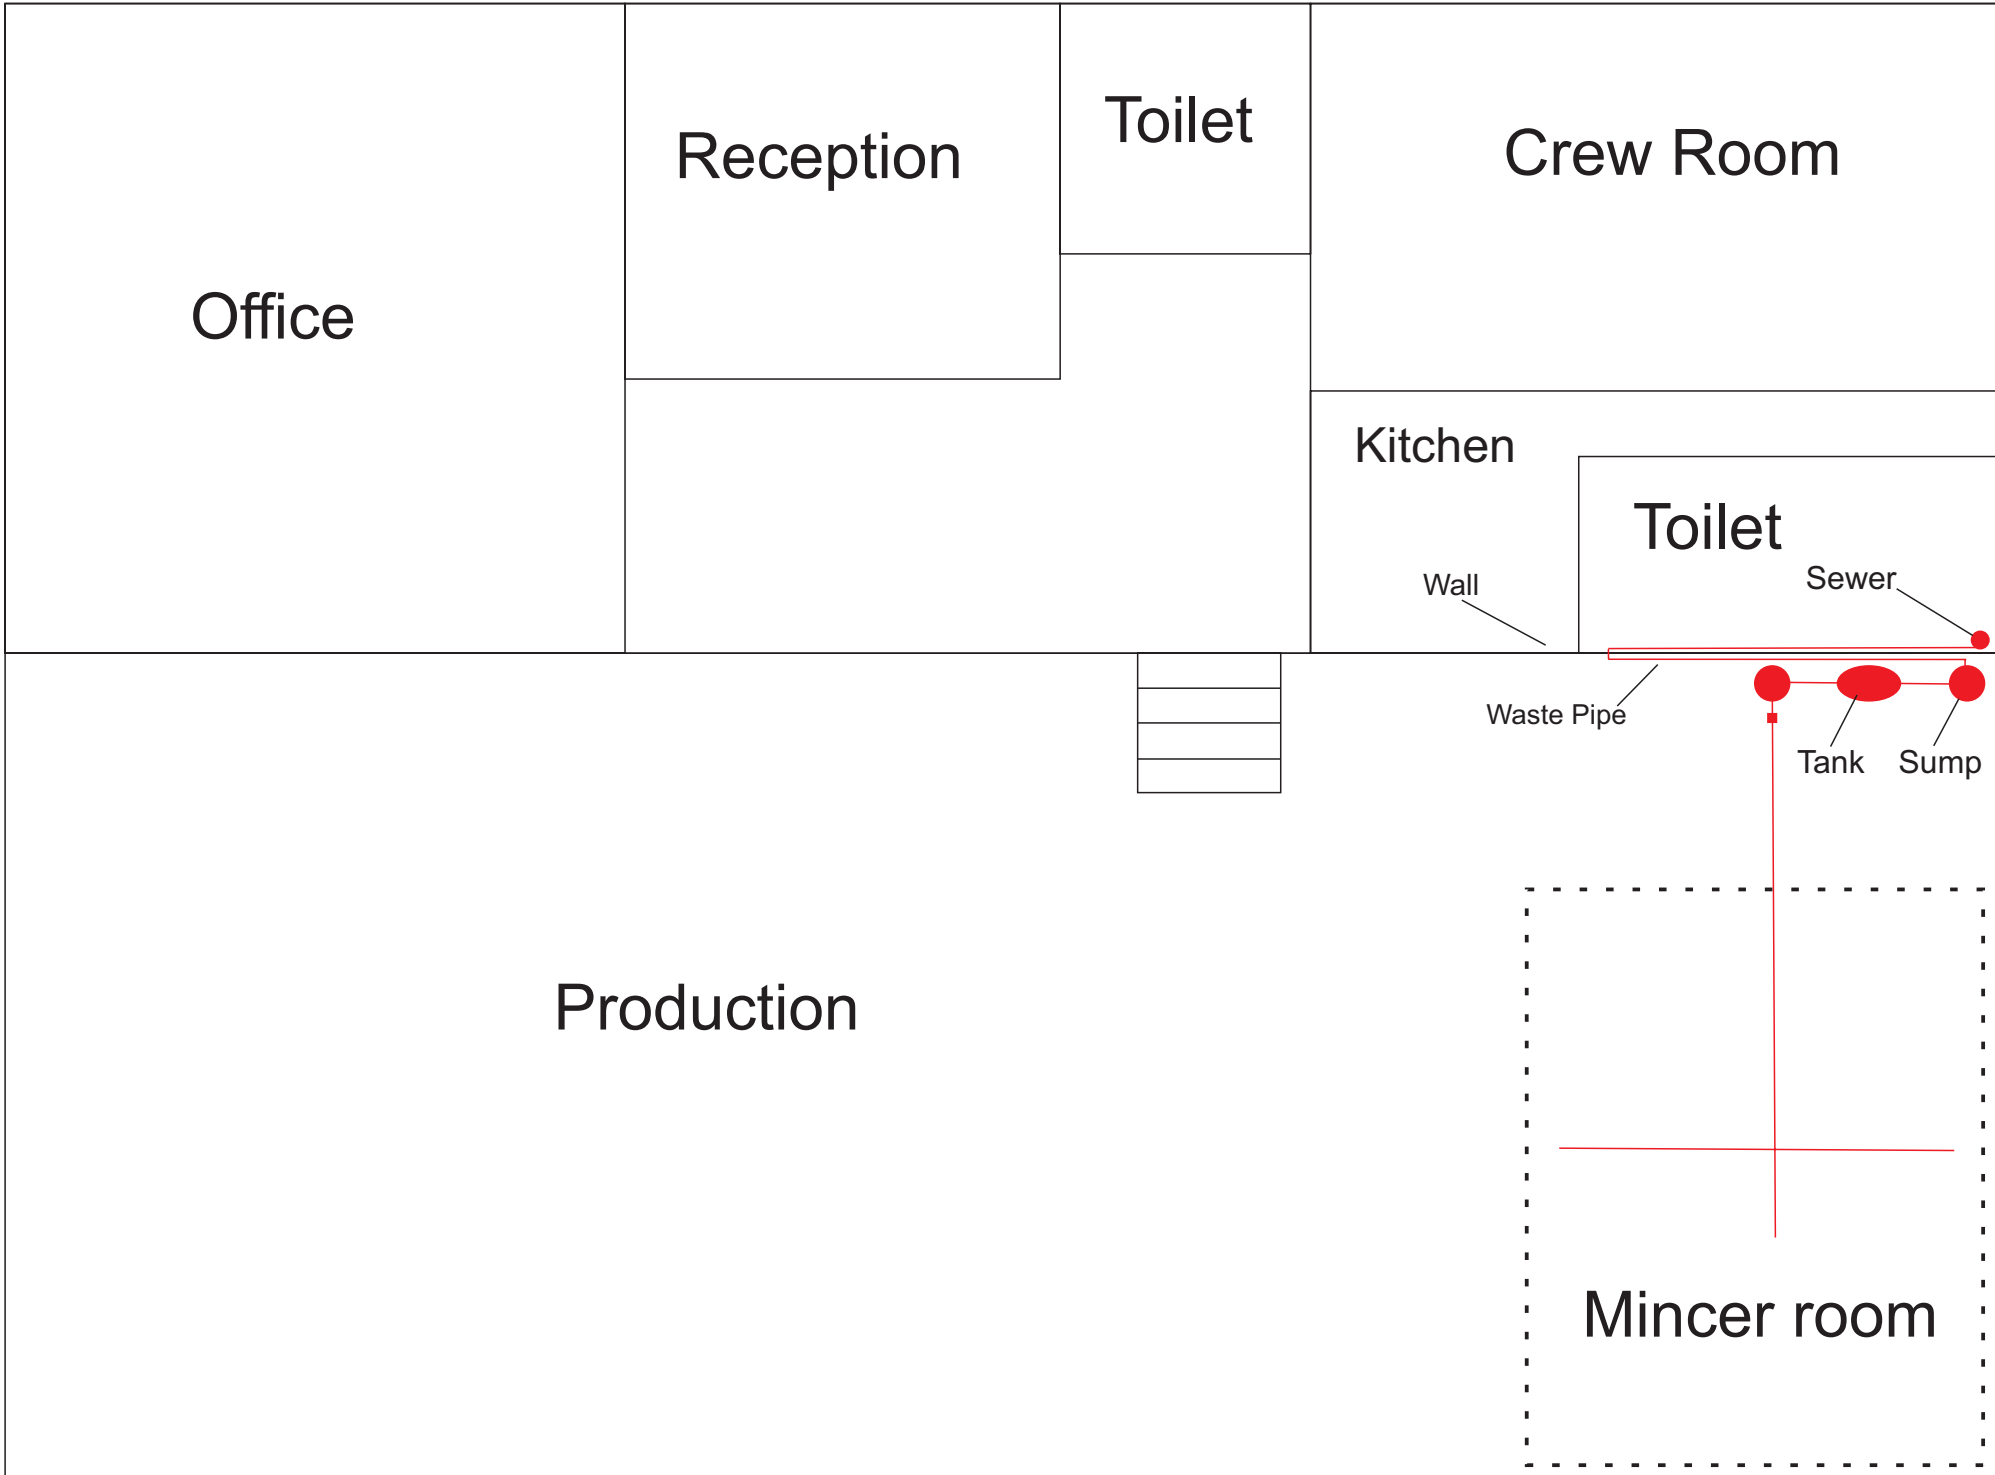 Toilet
Crew Room
Reception
Office
Kitchen
Toilet
Sewer
Wall
Waste Pipe
Tank
Sump
Production
Mincer room